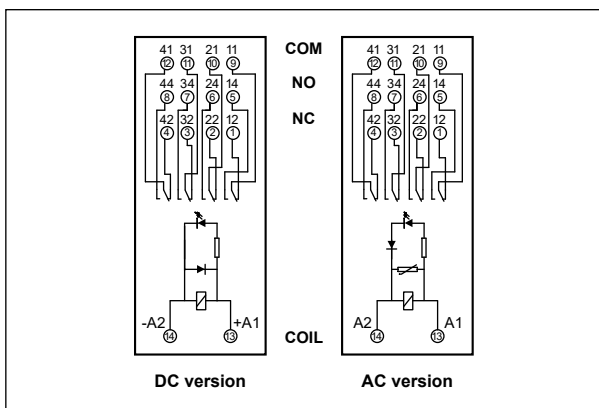 41 31 21 11 COM 41 31 21 11
12 11 10 9 12 11 10 9
44 34 24 14 NO 44 34 24 14
8 7 6 5 8 7 6 5
42 32 22 12 NC 42 32 22 12
4 3 2 1 4 3 2 1
-A2 +A1 A2 A1
14 13 COIL 14 13
DC version AC version